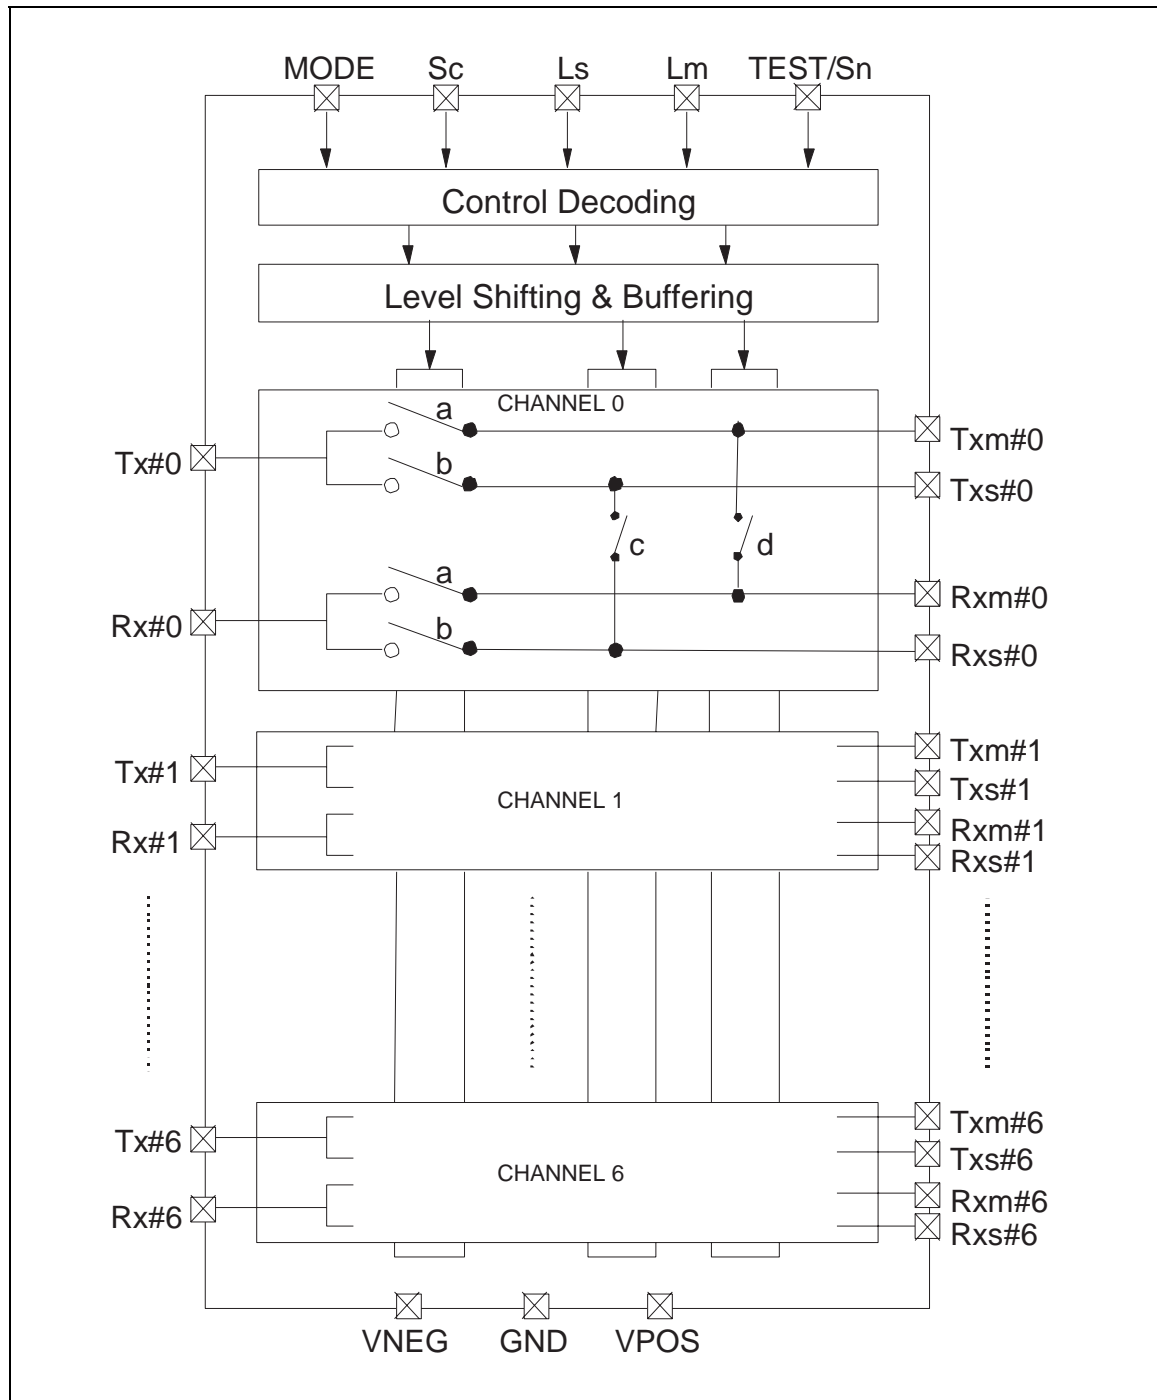 MODE Sc Ls Lm TEST/Sn
Control Decoding
Level Shifting & Buffering
CHANNEL 0
a
Tx#0
Txm#0
b
Txs#0
c
d
a
Rx#0
Rxm#0
b
Rxs#0
Tx#1
Txm#1
Txs#1
CHANNEL 1
Rx#1
Rxm#1
Rxs#1
Tx#6
Txm#6
Txs#6
CHANNEL 6
Rx#6
Rxm#6
Rxs#6
VNEG GND VPOS